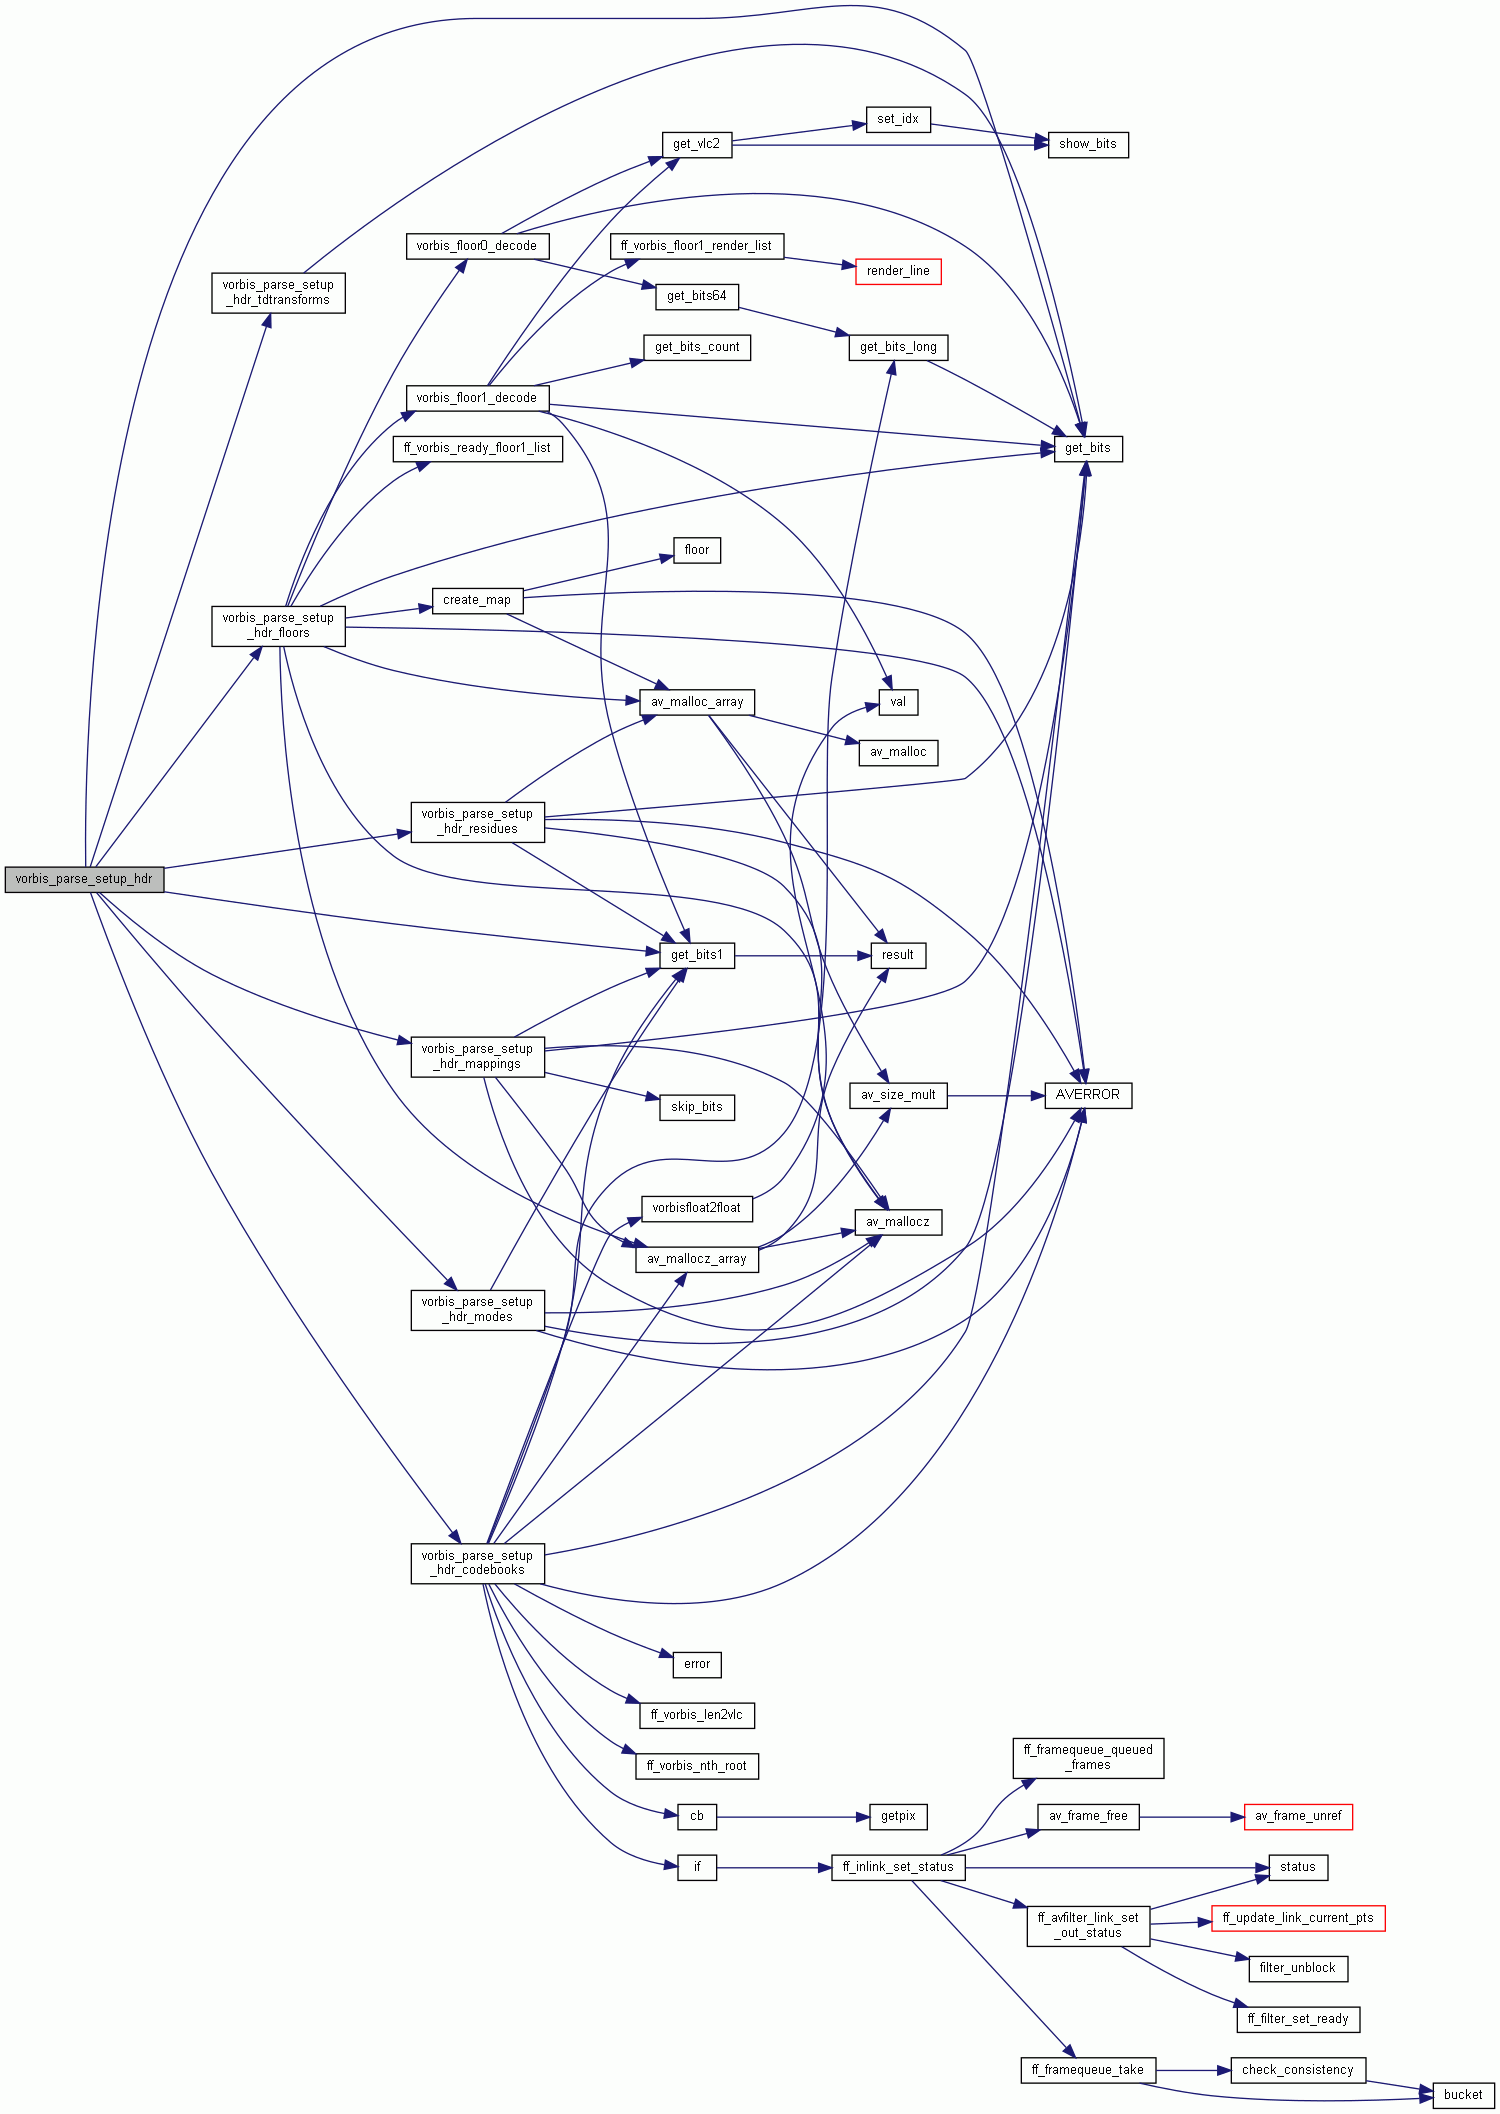 set_idx
get_vlc2
show_bits
vorbis_floor0_decode
ff_vorbis_floor1_render_list
render_line
vorbis_parse_setup
_hdr_tdtransforms
get_bits64
get_bits_count
get_bits_long
vorbis_floor1_decode
ff_vorbis_ready_floor1_list
get_bits
floor
create_map
vorbis_parse_setup
_hdr_floors
av_malloc_array
val
av_malloc
vorbis_parse_setup
_hdr_residues
vorbis_parse_setup_hdr
get_bits1
result
vorbis_parse_setup
_hdr_mappings
av_size_mult
AVERROR
skip_bits
vorbisfloat2float
av_mallocz
av_mallocz_array
vorbis_parse_setup
_hdr_modes
vorbis_parse_setup
_hdr_codebooks
error
ff_vorbis_len2vlc
ff_vorbis_nth_root
ff_framequeue_queued
_frames
cb
getpix
av_frame_free
av_frame_unref
if
ff_inlink_set_status
status
ff_avfilter_link_set
_out_status
ff_update_link_current_pts
filter_unblock
ff_filter_set_ready
ff_framequeue_take
check_consistency
bucket